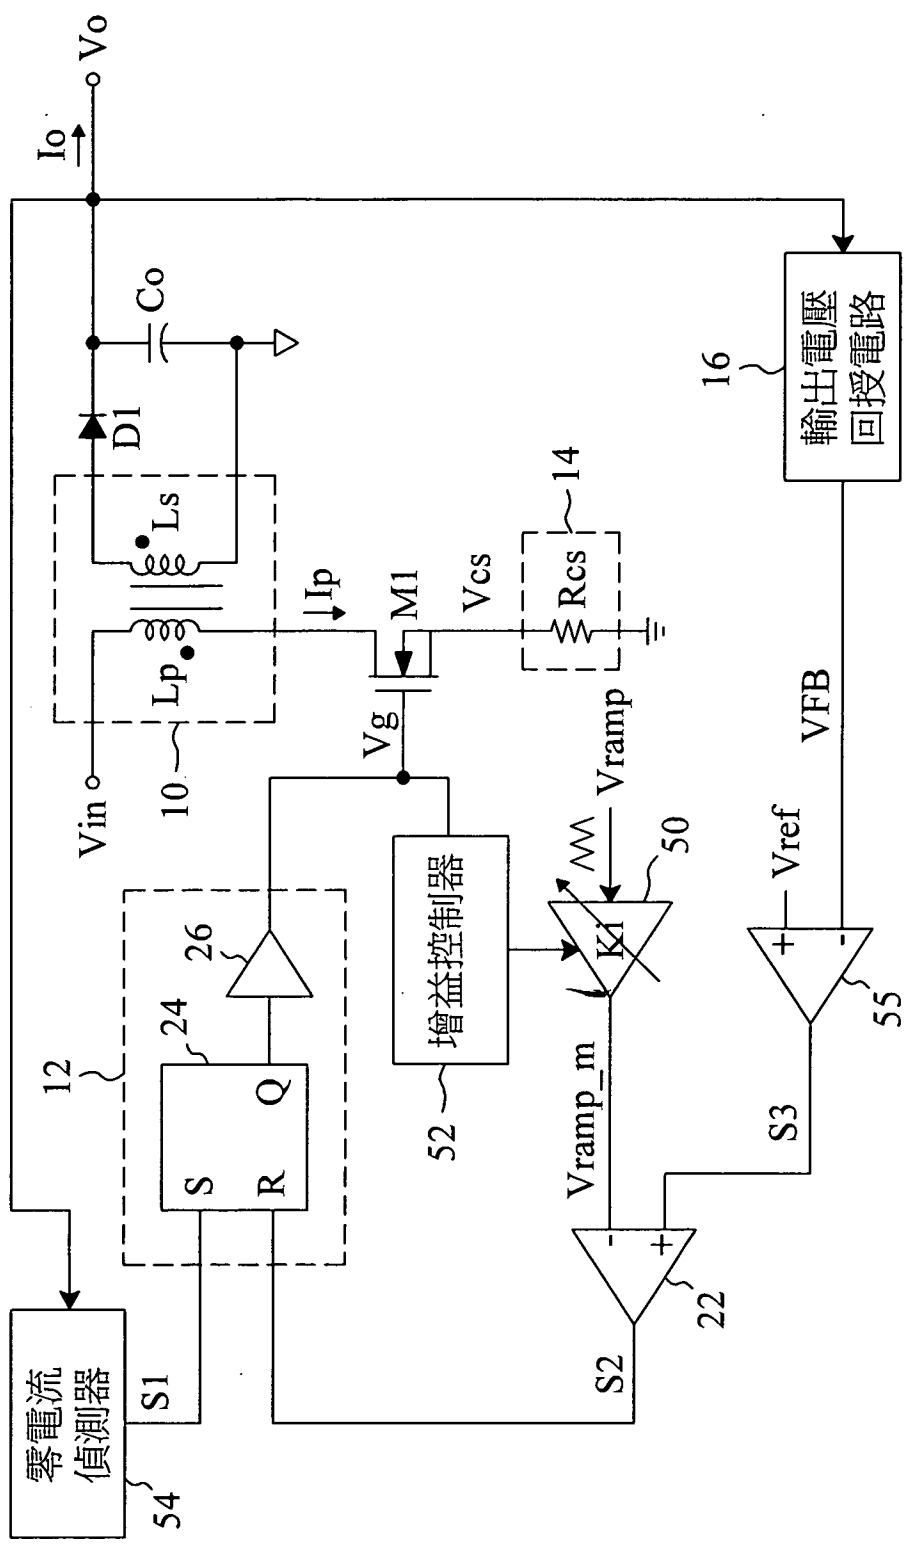 零電流
偵測器
54
S1
12
S
R
Q
24
26
Vin
10
Lp
Ls
D1
Co
Io
Vo
Ip
Vg
M1
Vcs
14
Rcs
增益控制器
52
Ki
50
Vramp
Vramp_m
S2
22
-
+
S3
55
+
-
Vref
VFB
16
輸出電壓
回授電路